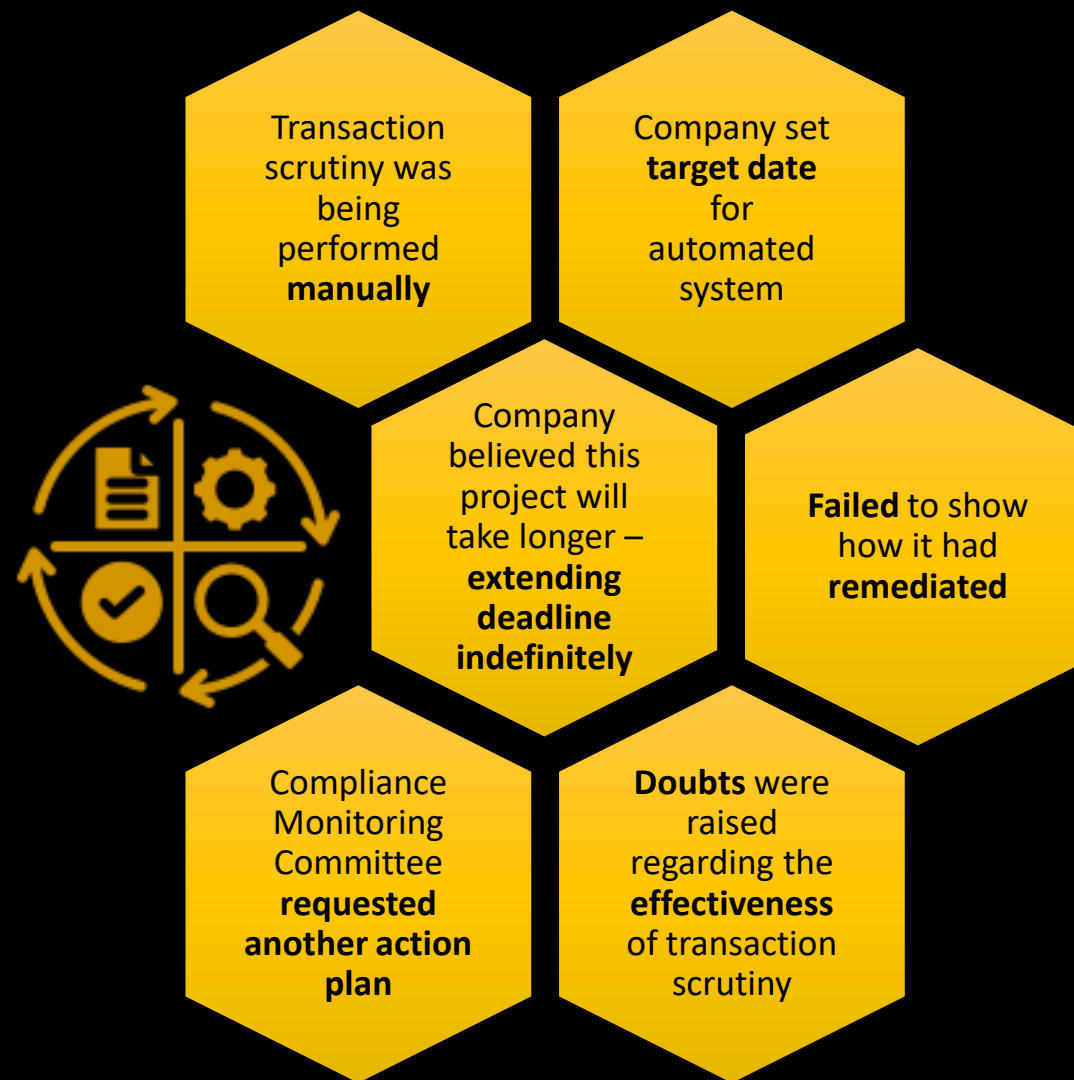 Transaction
scrutiny was
being
performed
manually
Company set
target date
for
automated
system
Company
believed this
project will
take longer –
extending
deadline
indefinitely
Failed to show
how it had
remediated
Compliance
Monitoring
Committee
requested
another action
plan
Doubts were
raised
regarding the
effectiveness
of transaction
scrutiny